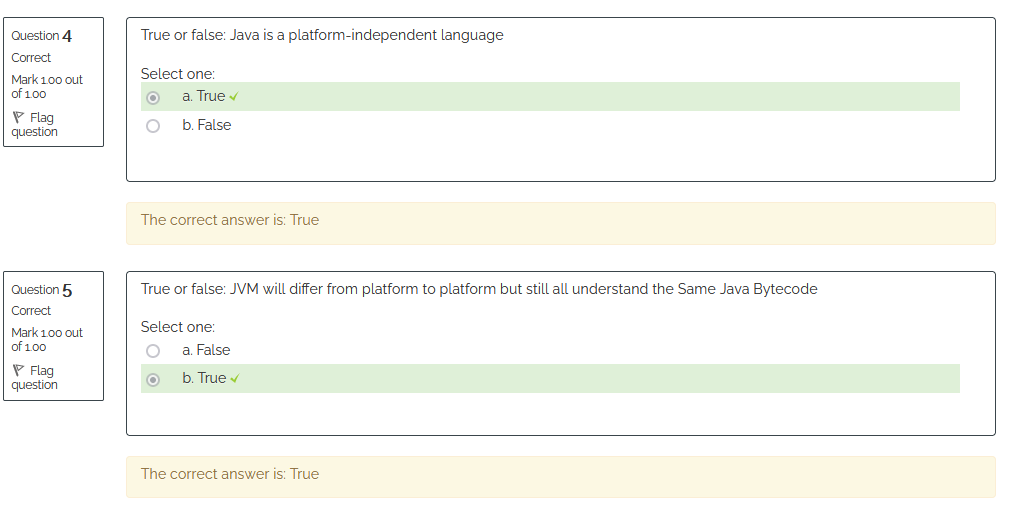 Question 4
Correct
Mark 1.00 out
of 1.00
Flag
question
True or false: Java is a platform-independent language
Select one:
a. True
b. False
The correct answer is: True
Question 5
Correct
Mark 1.00 out
of 1.00
Flag
question
True or false: JVM will differ from platform to platform but still all understand the Same Java Bytecode
Select one:
a. False
b. True
The correct answer is: True